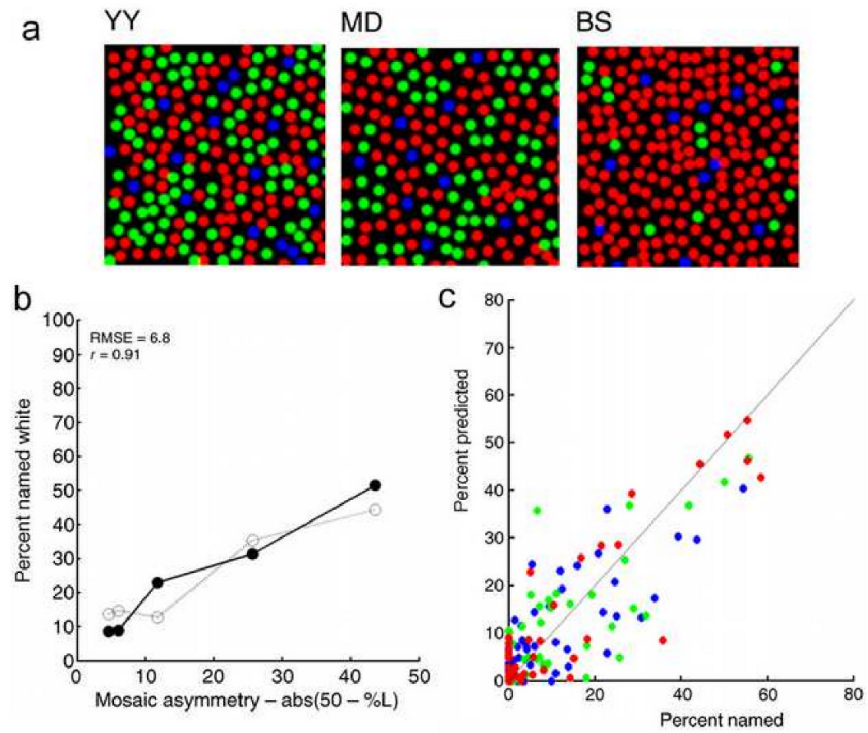 a
YY
MD
BS
b
RMSE = 6.8
r = 0.91
Percent named white
100
90
80
70
60
50
40
30
20
10
0
0
10
20
30
40
50
Mosaic asymmetry – abs(50 – %L)
c
Percent predicted
80
70
60
50
40
30
20
10
0
0
20
40
60
80
Percent named